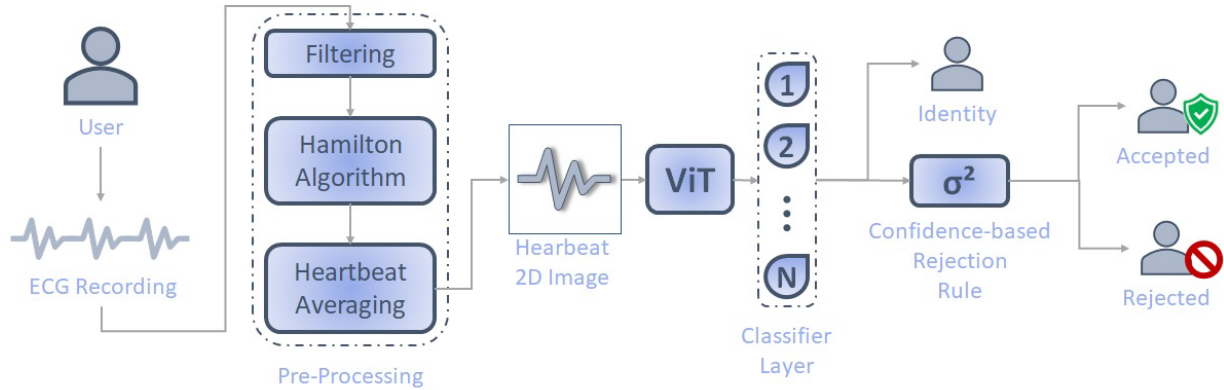 User
ECG Recording
Filtering
Hamilton
Algorithm
Heartbeat
Averaging
Pre-Processing
Hearbeat
2D Image
ViT
1
2
N
Classifier
Layer
Identity
σ²
Confidence-based
Rejection
Rule
Accepted
Rejected